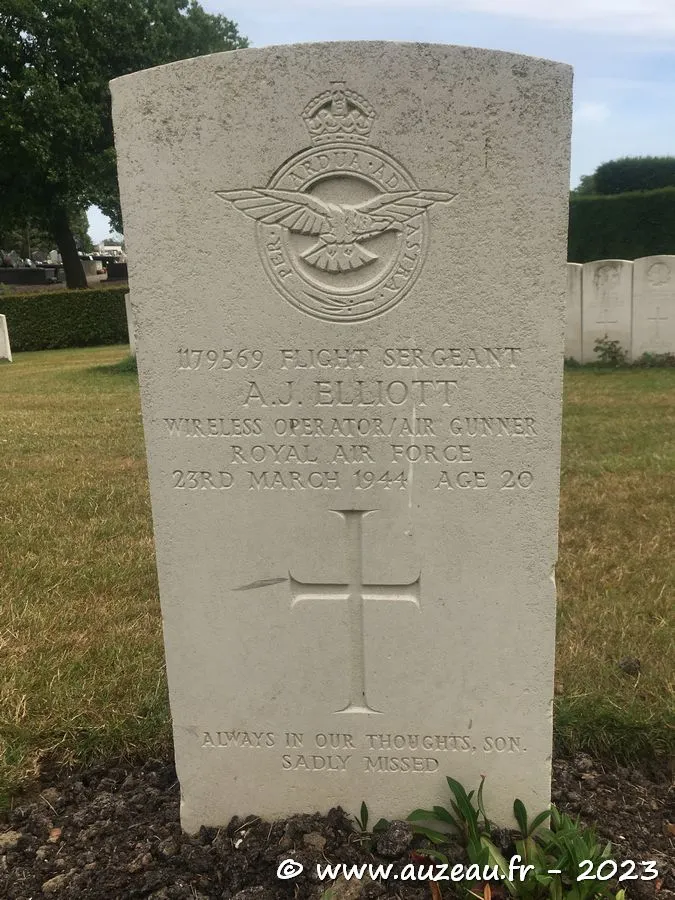 PER · ARDUA · AD ASTRA
1179569 FLIGHT SERGEANT
A.J. ELLIOTT
WIRELESS OPERATOR/AIR GUNNER
ROYAL AIR FORCE
23RD MARCH 1944 AGE 20
ALWAYS IN OUR THOUGHTS, SON.
SADLY MISSED
© www.auzeau.fr - 2023